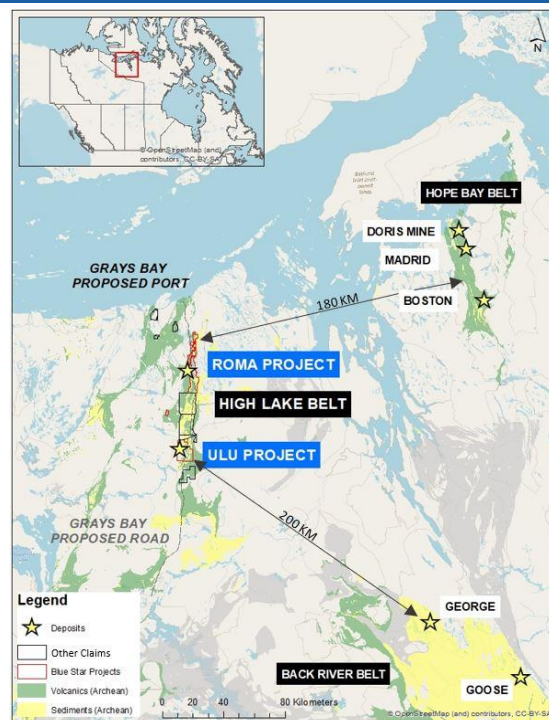 © OpenStreetMap (and)
contributors, CC-BY-SA
N
HOPE BAY BELT
DORIS MINE
MADRID
GRAYS BAY
PROPOSED PORT
180 KM
BOSTON
ROMA PROJECT
HIGH LAKE BELT
ULU PROJECT
200 KM
GRAYS BAY
PROPOSED ROAD
Legend
Deposits
Other Claims
Blue Star Projects
Volcanics (Archean)
Sediments (Archean)
GEORGE
BACK RIVER BELT
GOOSE
0 20 40 80 Kilometers
© OpenStreetMap (and)
contributors, CC-BY-SA